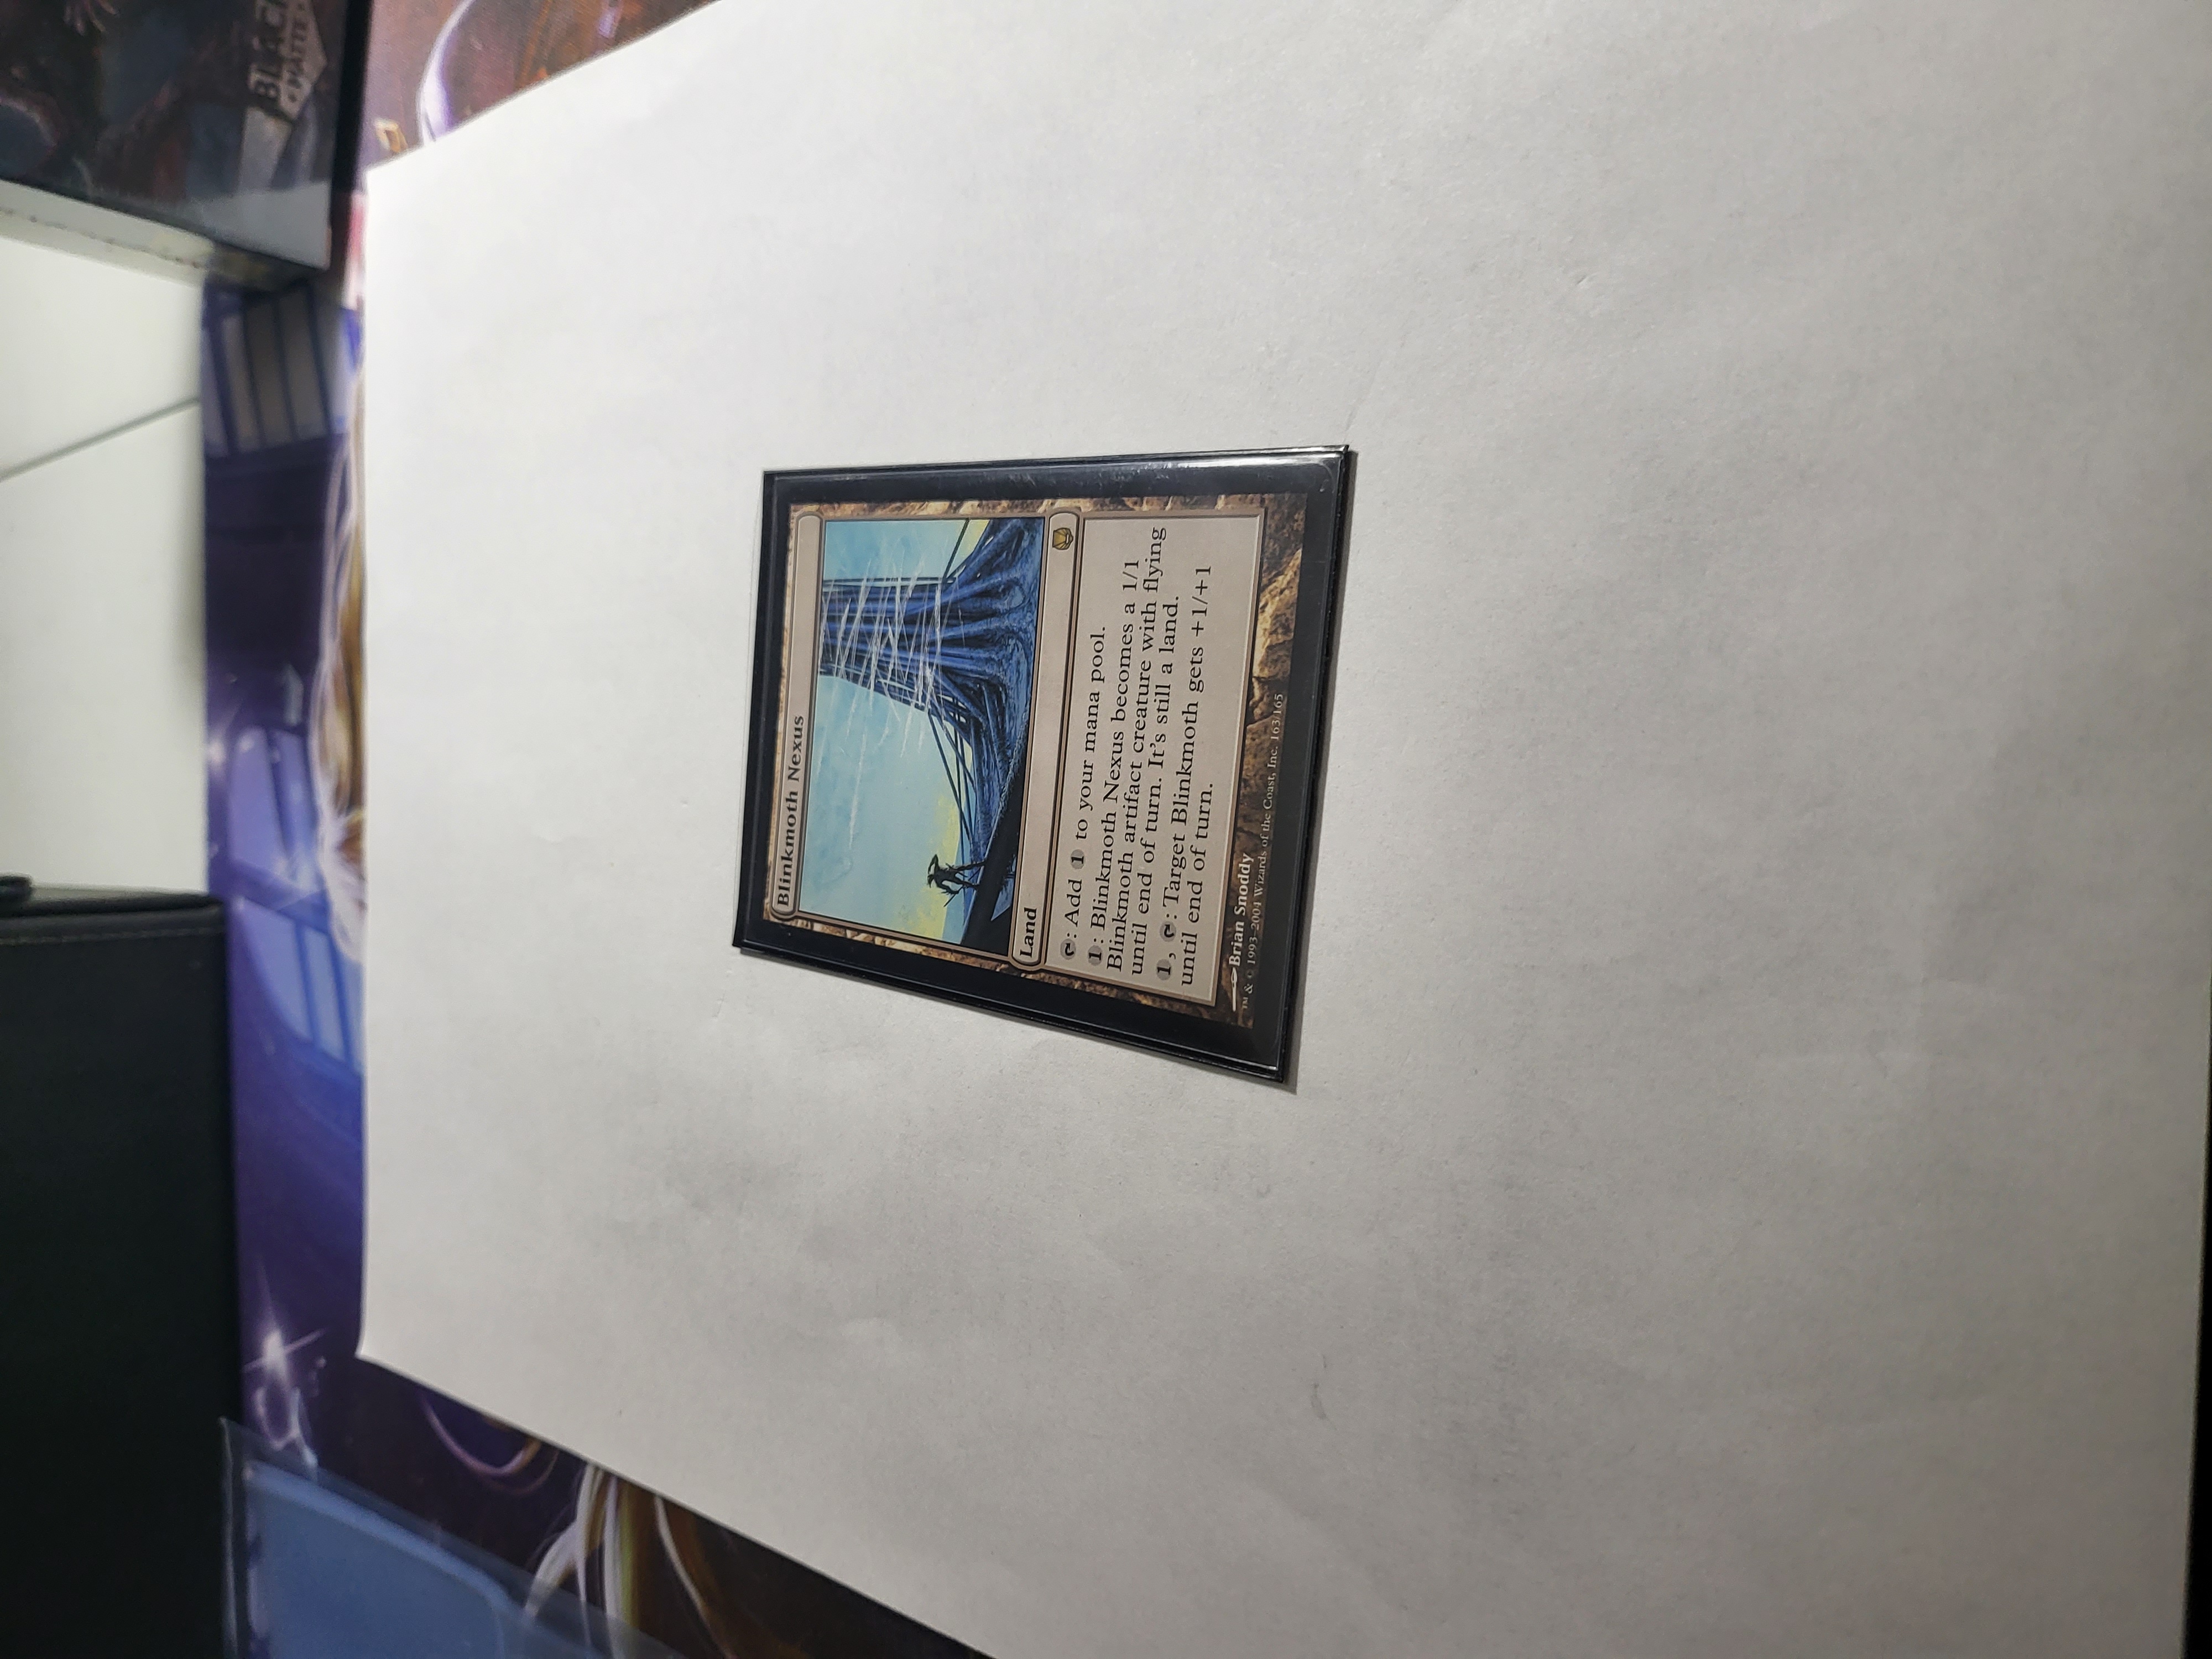 BLACK
MATTE
Blinkmoth Nexus
Land
: Add 1 to your mana pool.
1: Blinkmoth Nexus becomes a 1/1
Blinkmoth artifact creature with flying
until end of turn. It's still a land.
1, : Target Blinkmoth gets +1/+1
until end of turn.
Brian Snoddy
™ & © 1993–2004 Wizards of the Coast, Inc. 163/165